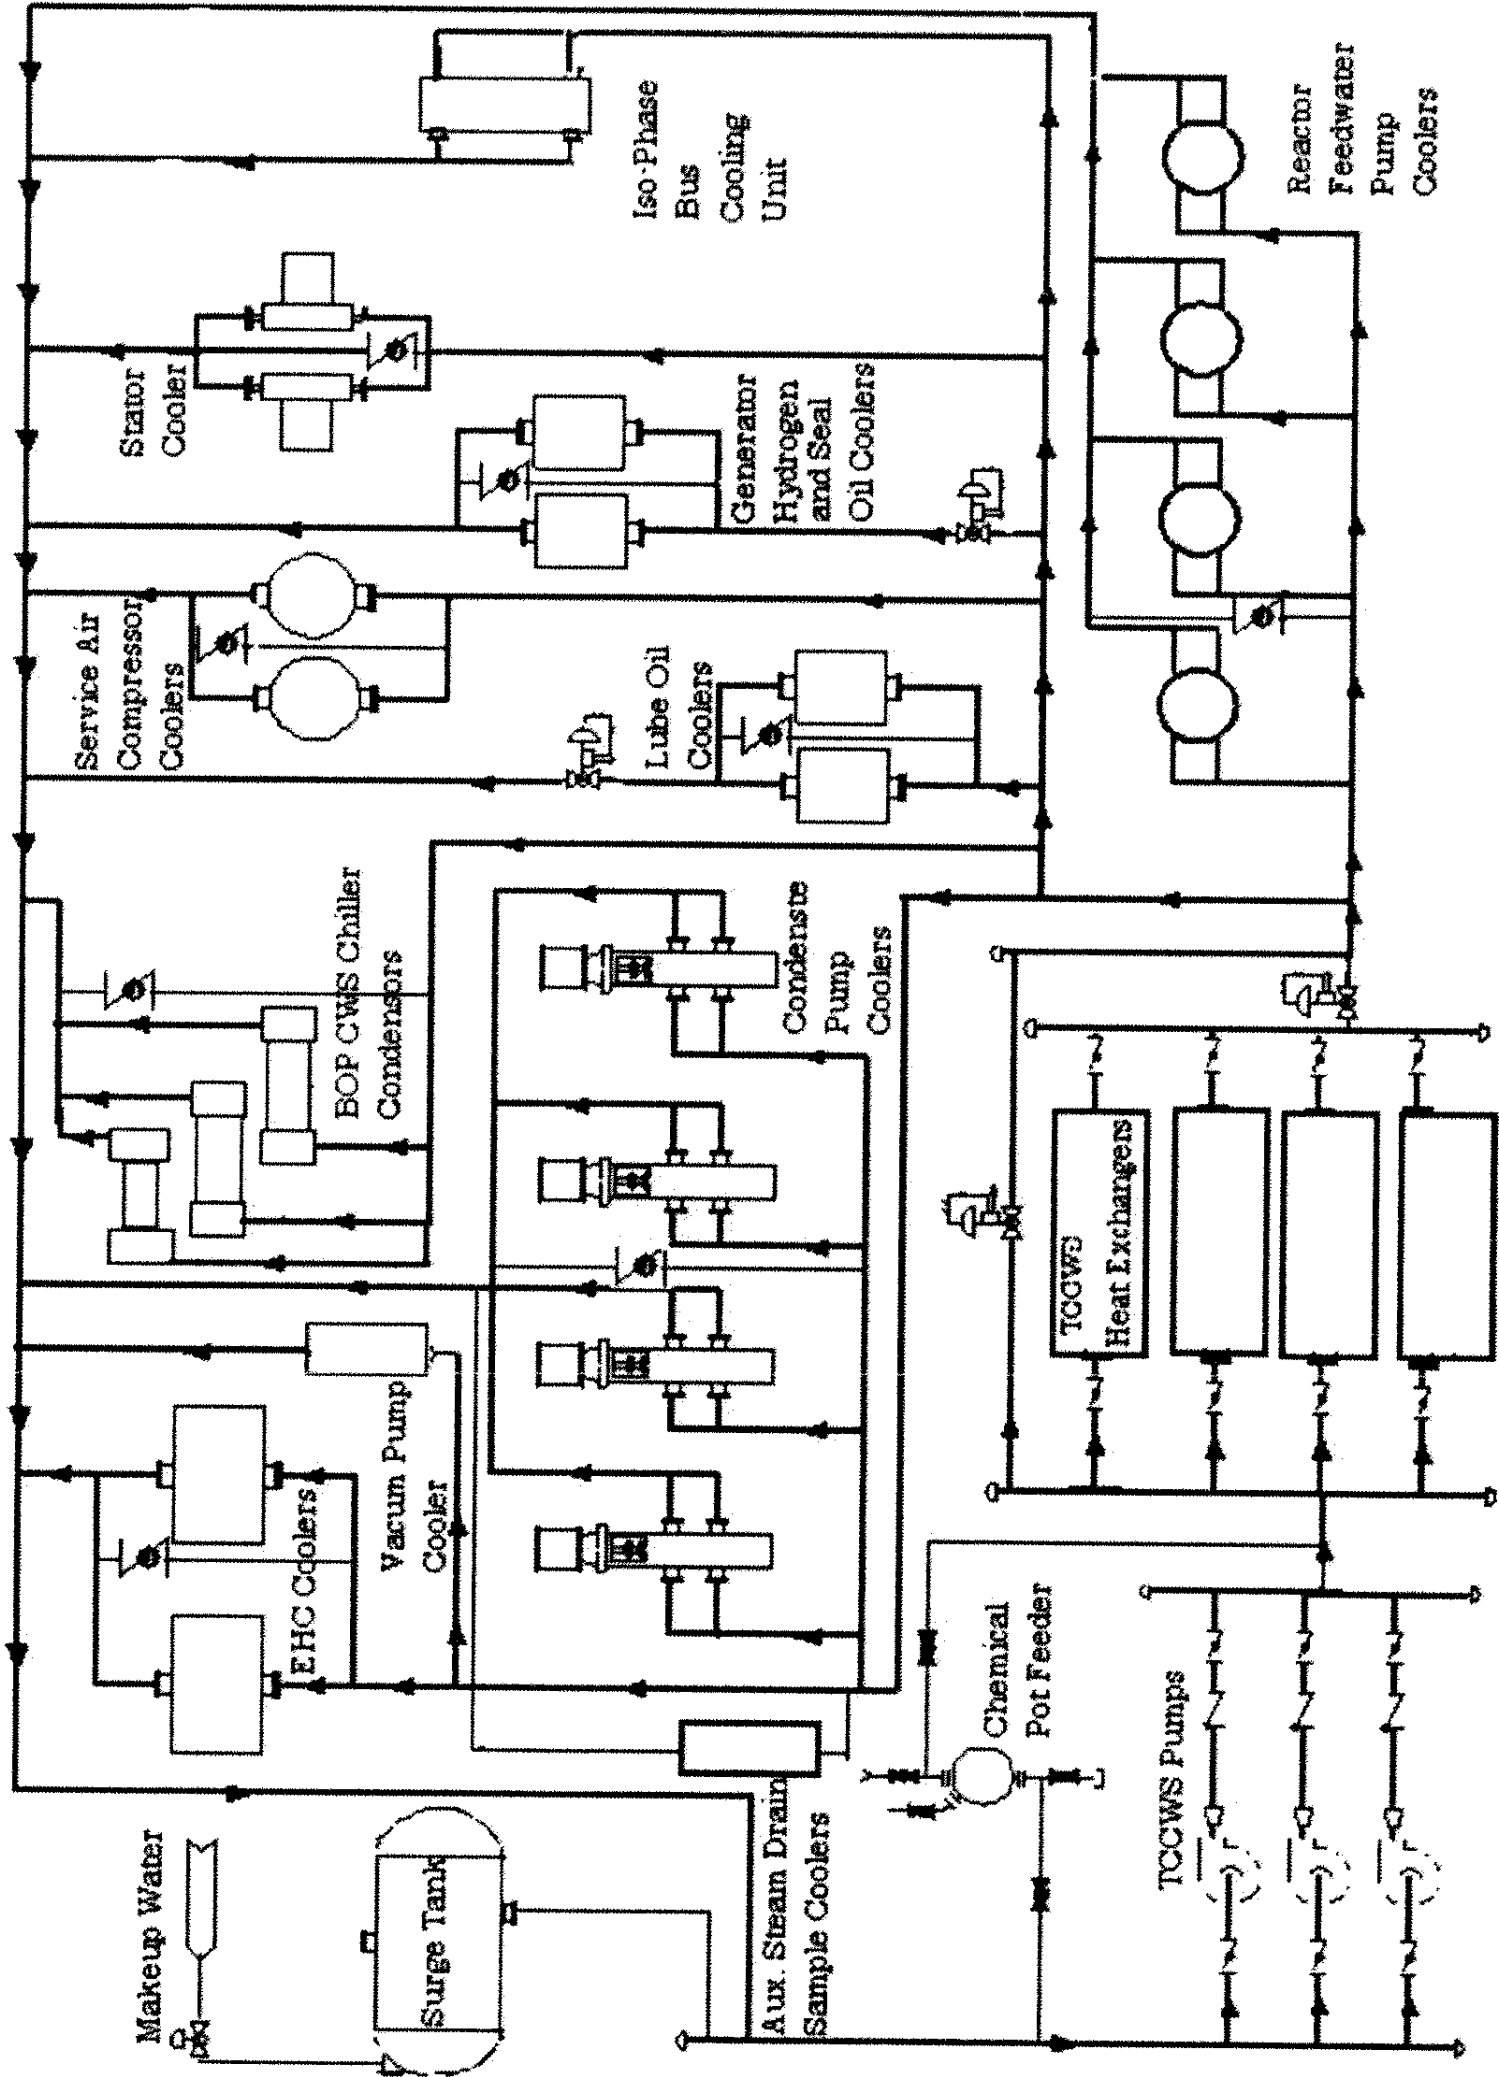 Makeup Water
Surge Tank
Aux. Steam Drain
Sample Coolers
TCCWS Pumps
Chemical
Pot Feeder
EHC Coolers
Vacum Pump
Cooler
TCCWS
Heat Exchangers
BOP CWS Chiller
Condensors
Condenste
Pump
Coolers
Service Air
Compressor
Coolers
Lube Oil
Coolers
Stator
Cooler
Generator
Hydrogen
and Seal
Oil Coolers
Iso-Phase
Bus
Cooling
Unit
Reactor
Feedwater
Pump
Coolers